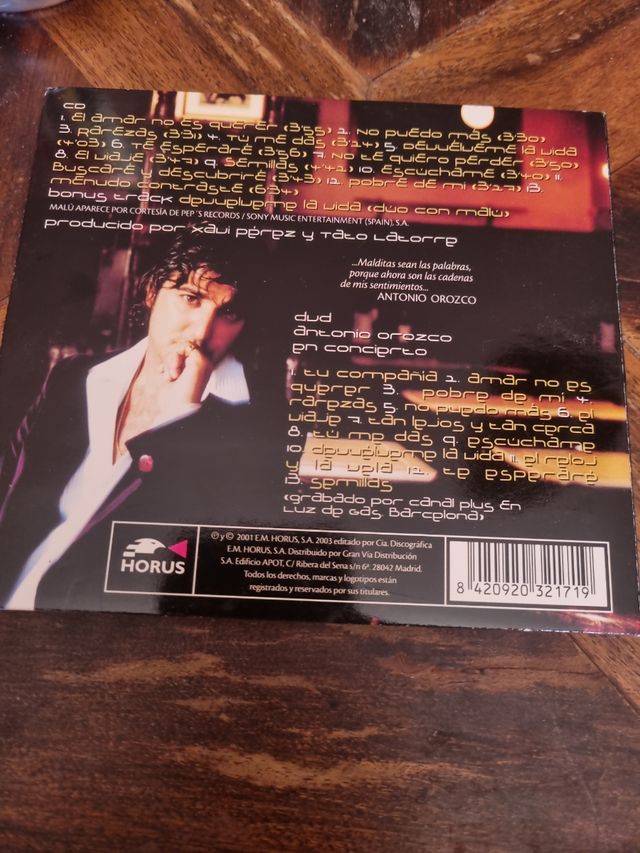 CD
1. El amar no es querer (3'55) 2. No puedo más (3'30)
3. Rarezas (3'31) 4. Tú me das (3'24) 5. Devuélveme la vida
(4'03) 6. Te esperaré (3'56) 7. No te quiero perder (3'50)
8. El viaje (3'47) 9. Semillas (4'42) 10. Escúchame (3'40) 11.
Buscaré y descubriré (3'43) 12. Pobre de mi (3'27) 13.
Menudo contraste (6'34)
bonus track devuélveme la vida (dúo con malú)
MALÚ APARECE POR CORTESÍA DE PEP'S RECORDS / SONY MUSIC ENTERTAINMENT (SPAIN), S.A.
producido por Xavi Pérez y Tato Latorre
...Malditas sean las palabras,
porque ahora son las cadenas
de mis sentimientos...
ANTONIO OROZCO
dvd
antonio orozco
en concierto
1. tu compañia 2. amar no es
querer 3. pobre de mi 4.
rarezas 5. no puedo más 6. el
viaje 7. tan lejos y tan cerca
8. tú me das 9. escúchame
10. devuélveme la vida 11. el reloj
y la vela 12. te esperaré
13. semillas
(grabado por canal plus En
Luz de Gas Barcelona)
HORUS
℗ y © 2001 E.M. HORUS, S.A. 2003 editado por Cía. Discográfica
E.M. HORUS, S.A. Distribuido por Gran Vía Distribución
S.A. Edificio APOT, C/ Ribera del Sena s/n 6ª. 28042 Madrid.
Todos los derechos, marcas y logotipos están
registrados y reservados por sus titulares.
8 420920 321719